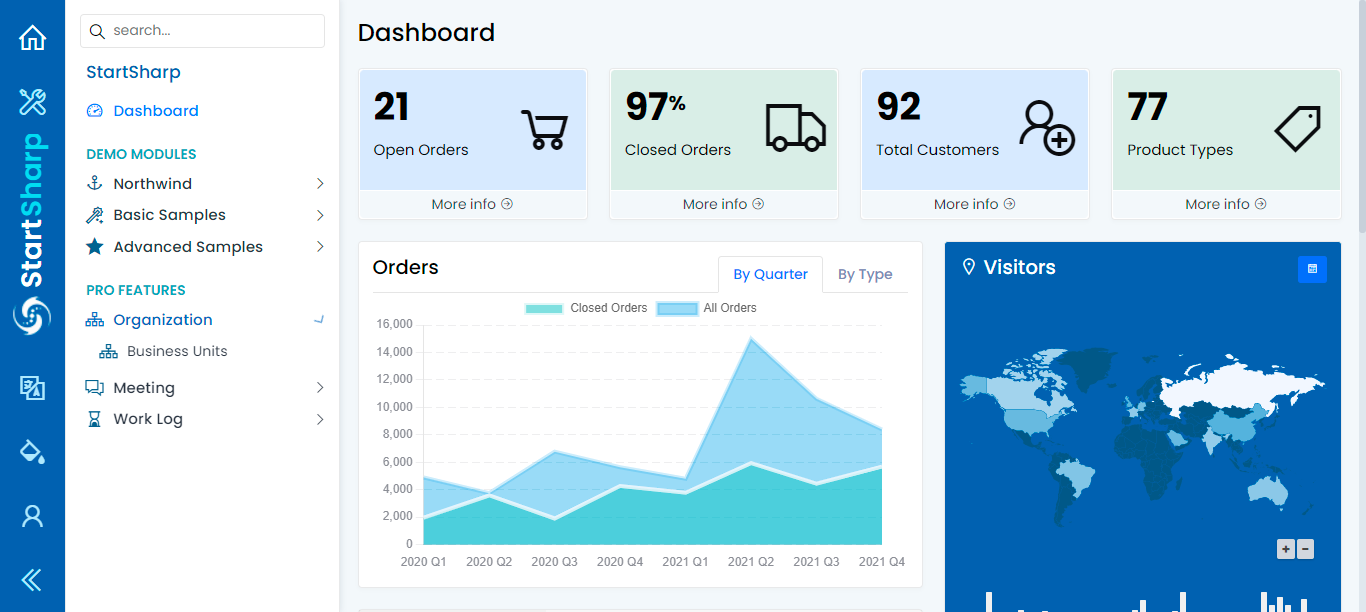 StartSharp
search...
StartSharp
Dashboard
DEMO MODULES
Northwind
Basic Samples
Advanced Samples
PRO FEATURES
Organization
Business Units
Meeting
Work Log
Dashboard
21
Open Orders
More info
97%
Closed Orders
More info
92
Total Customers
More info
77
Product Types
More info
Orders
By Quarter
By Type
Closed Orders
All Orders
16,000
14,000
12,000
10,000
8,000
6,000
4,000
2,000
0
2020 Q1 2020 Q2 2020 Q3 2020 Q4 2021 Q1 2021 Q2 2021 Q3 2021 Q4
Visitors
+ −